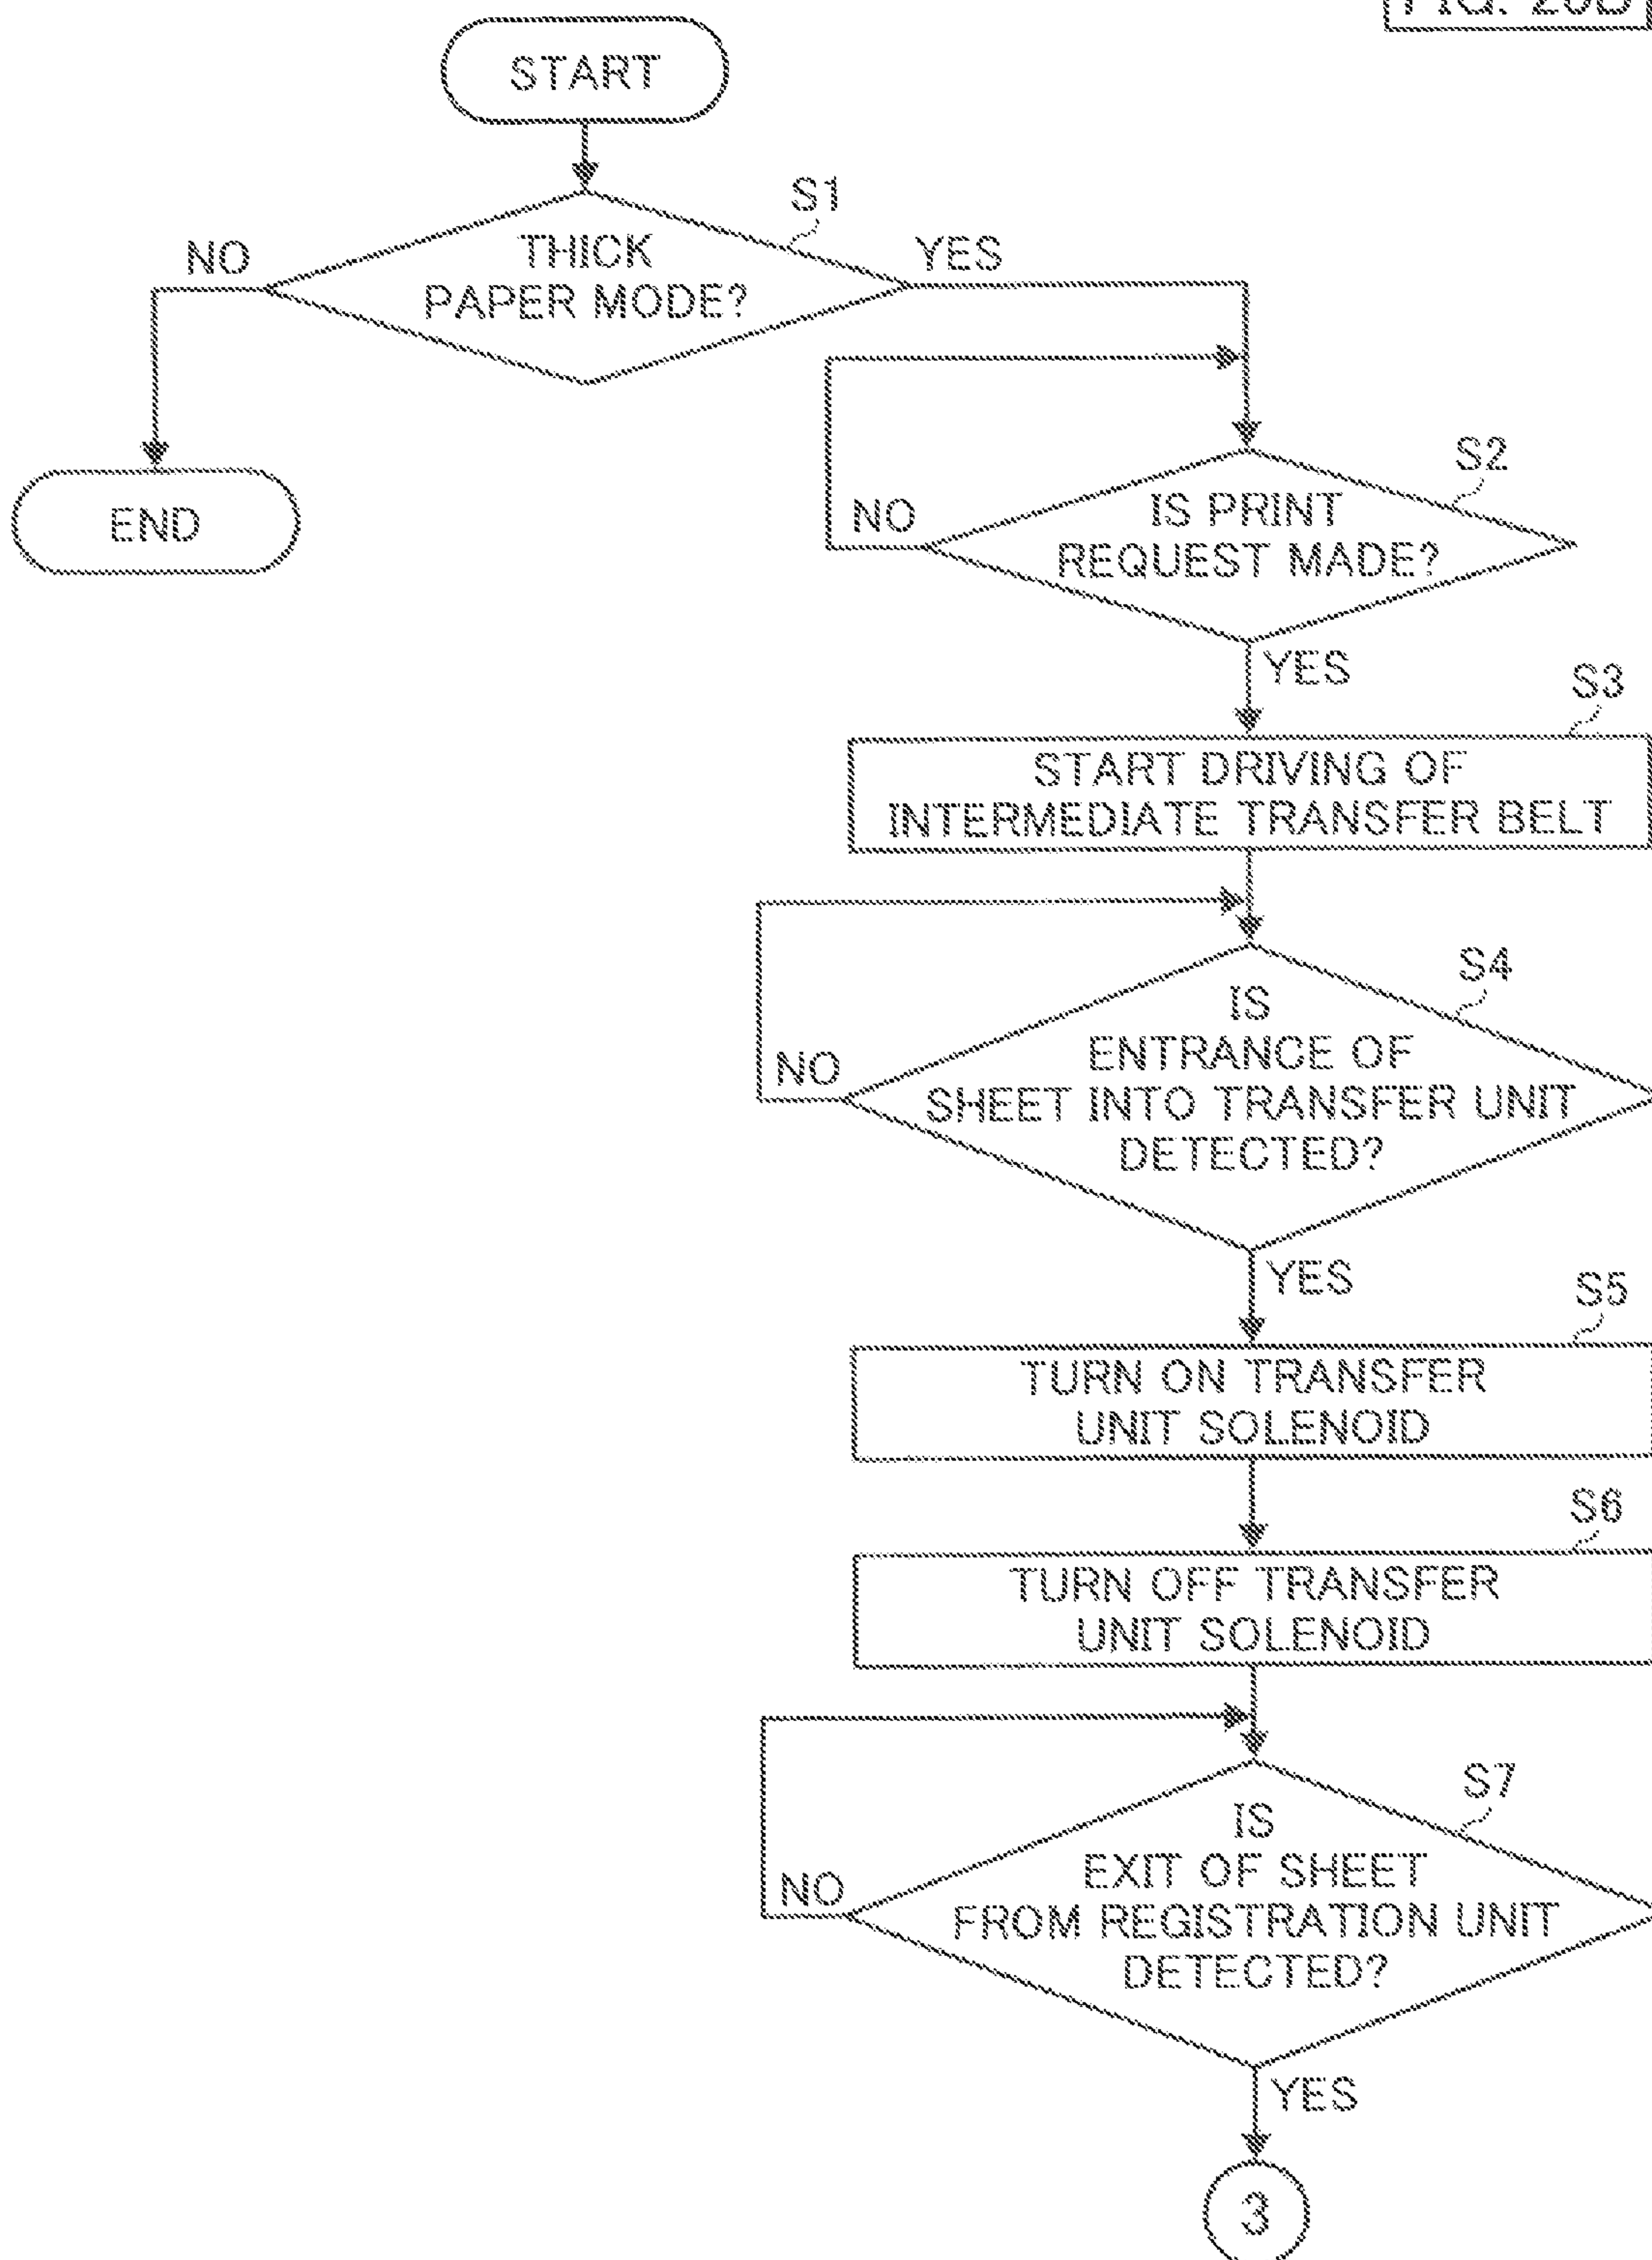 START
S1
NO
THICK
PAPER MODE?
YES
END
S2
NO
IS PRINT
REQUEST MADE?
YES
S3
START DRIVING OF
INTERMEDIATE TRANSFER BELT
S4
NO
IS
ENTRANCE OF
SHEET INTO TRANSFER UNIT
DETECTED?
YES
S5
TURN ON TRANSFER
UNIT SOLENOID
S6
TURN OFF TRANSFER
UNIT SOLENOID
S7
NO
IS
EXIT OF SHEET
FROM REGISTRATION UNIT
DETECTED?
YES
3